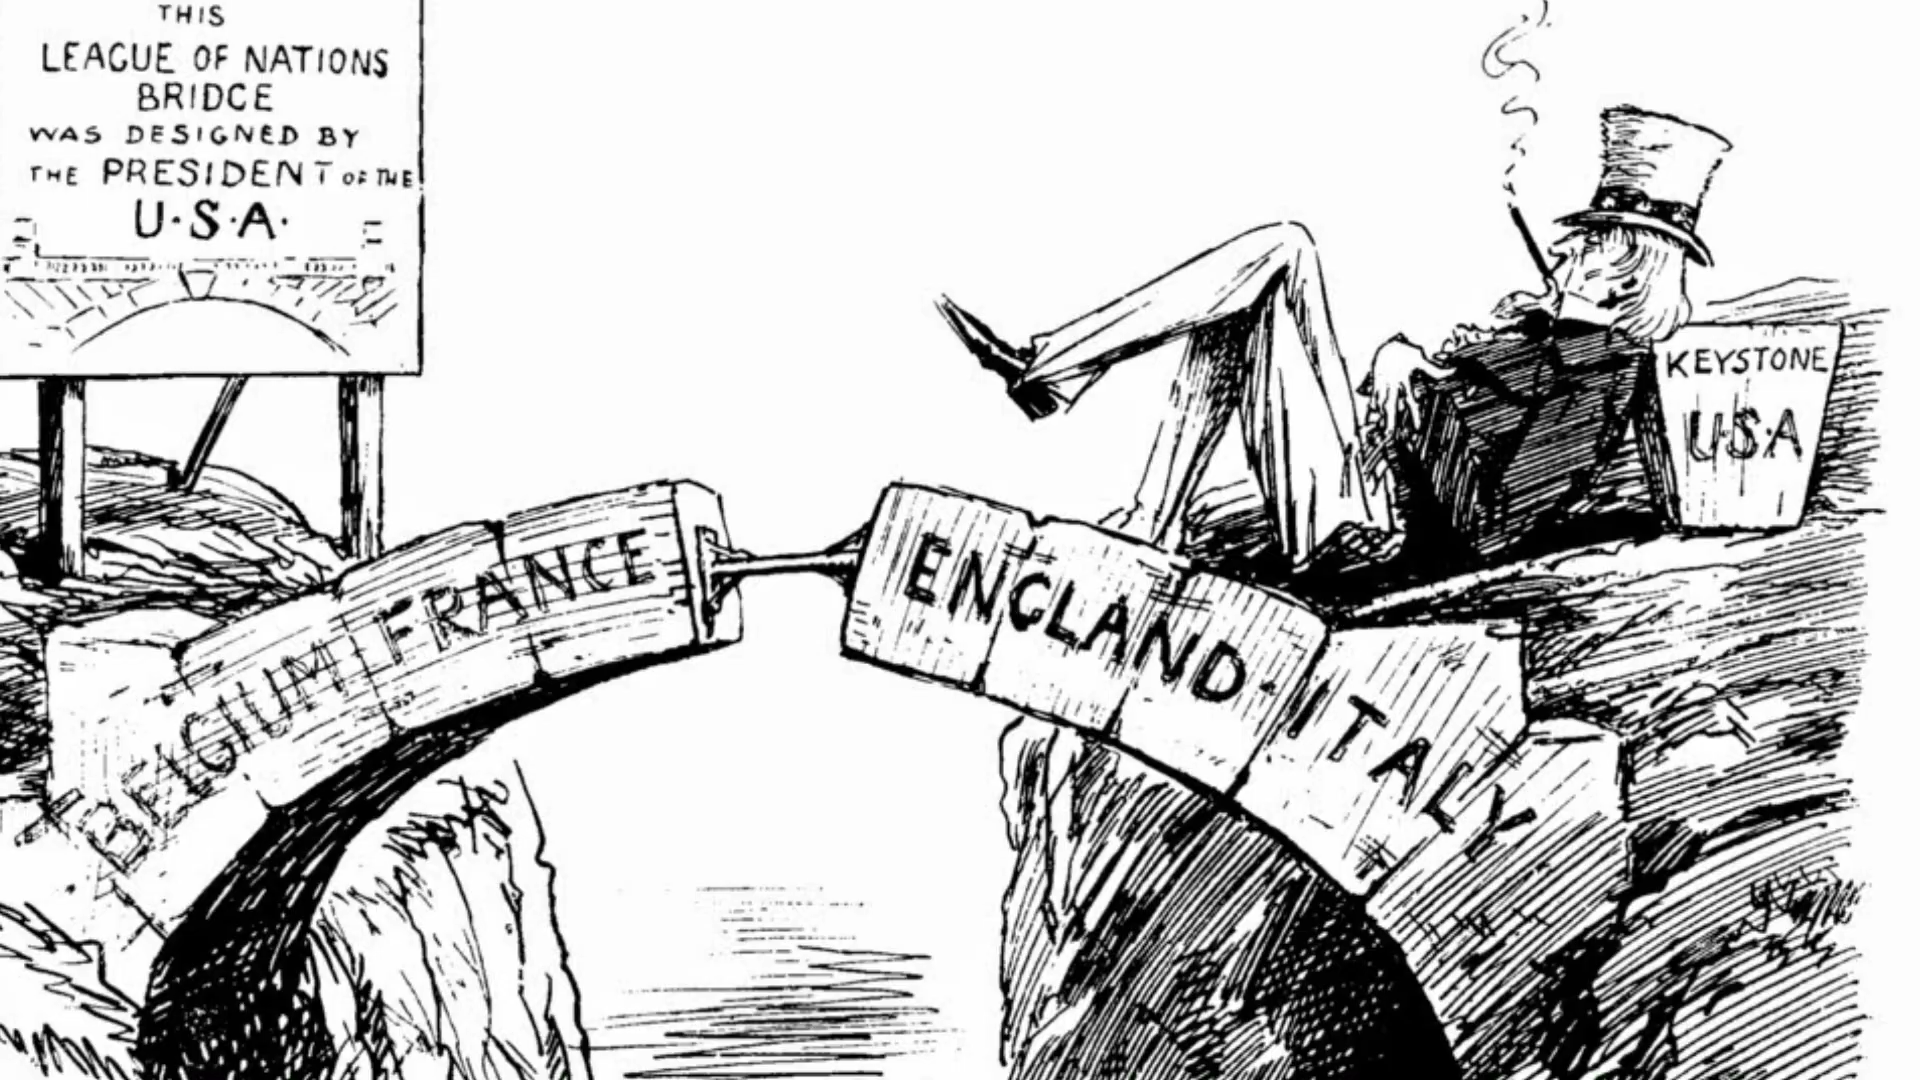 THIS
LEAGUE OF NATIONS
BRIDGE
WAS DESIGNED BY
THE PRESIDENT OF THE
U.S.A.
KEYSTONE
U.S.A
BELGIUM
FRANCE
ENGLAND.
ITALY